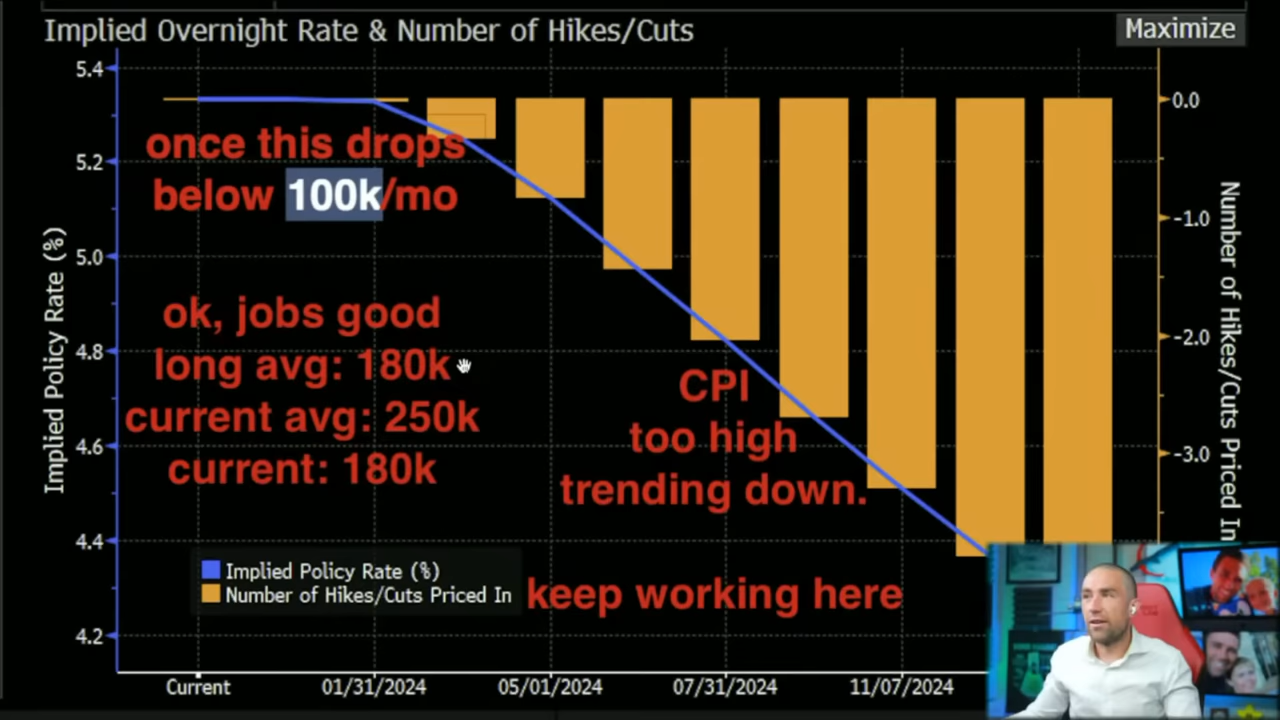 Implied Overnight Rate & Number of Hikes/Cuts
Maximize
5.4
5.2
5.0
4.8
4.6
4.4
4.2
Implied Policy Rate (%)
0.0
-1.0
-2.0
-3.0
Number of Hikes/Cuts Priced In
once this drops
below 100k/mo
ok, jobs good
long avg: 180k
current avg: 250k
current: 180k
CPI
too high
trending down.
keep working here
Implied Policy Rate (%)
Number of Hikes/Cuts Priced In
Current
01/31/2024
05/01/2024
07/31/2024
11/07/2024